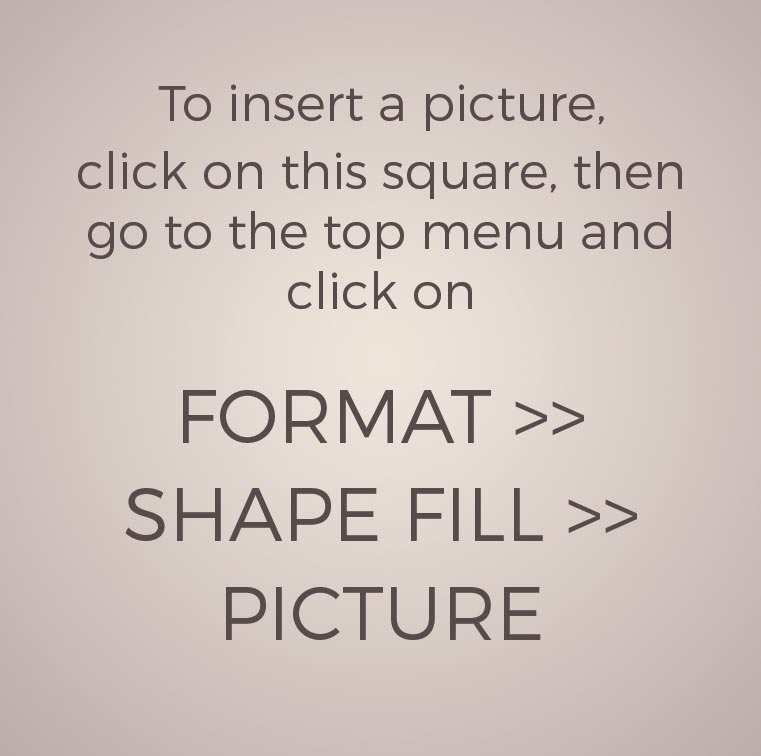 To insert a picture,
click on this square, then
go to the top menu and
click on
FORMAT >>
SHAPE FILL >>
PICTURE